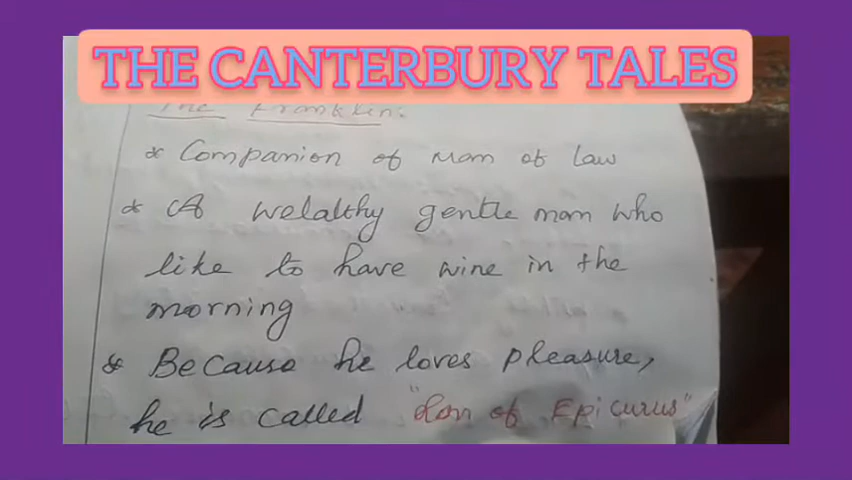 THE CANTERBURY TALES
The Frankkin:
* Companion of Man of law
* A welalthy gentle man who
like to have wine in the
morning
* Because he loves pleasure,
he is called "Son of Epicurus"